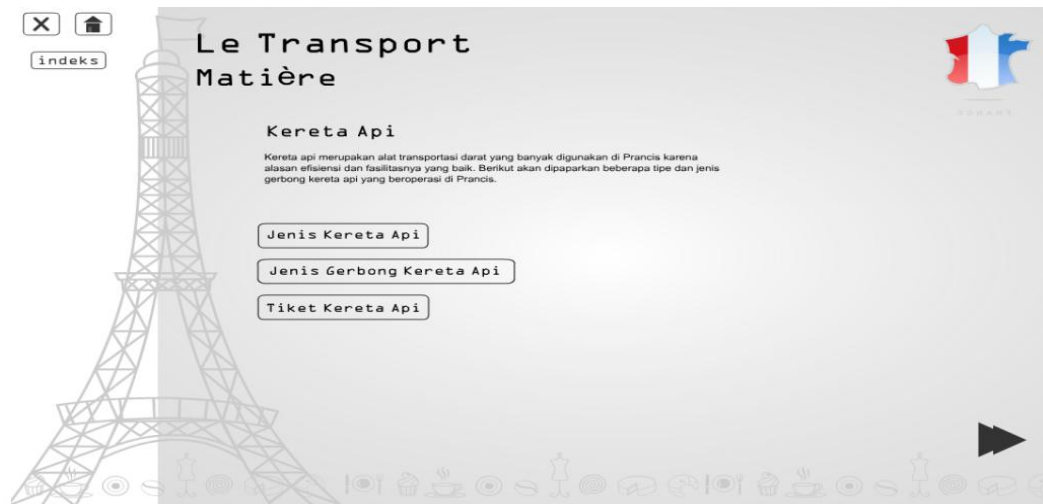 indeks
Le Transport
Matière
Kereta Api
Kereta api merupakan alat transportasi darat yang banyak digunakan di Prancis karena
alasan efisiensi dan fasilitasnya yang baik. Berikut akan dipaparkan beberapa tipe dan jenis
gerbong kereta api yang beroperasi di Prancis.
Jenis Kereta Api
Jenis Gerbong Kereta Api
Tiket Kereta Api